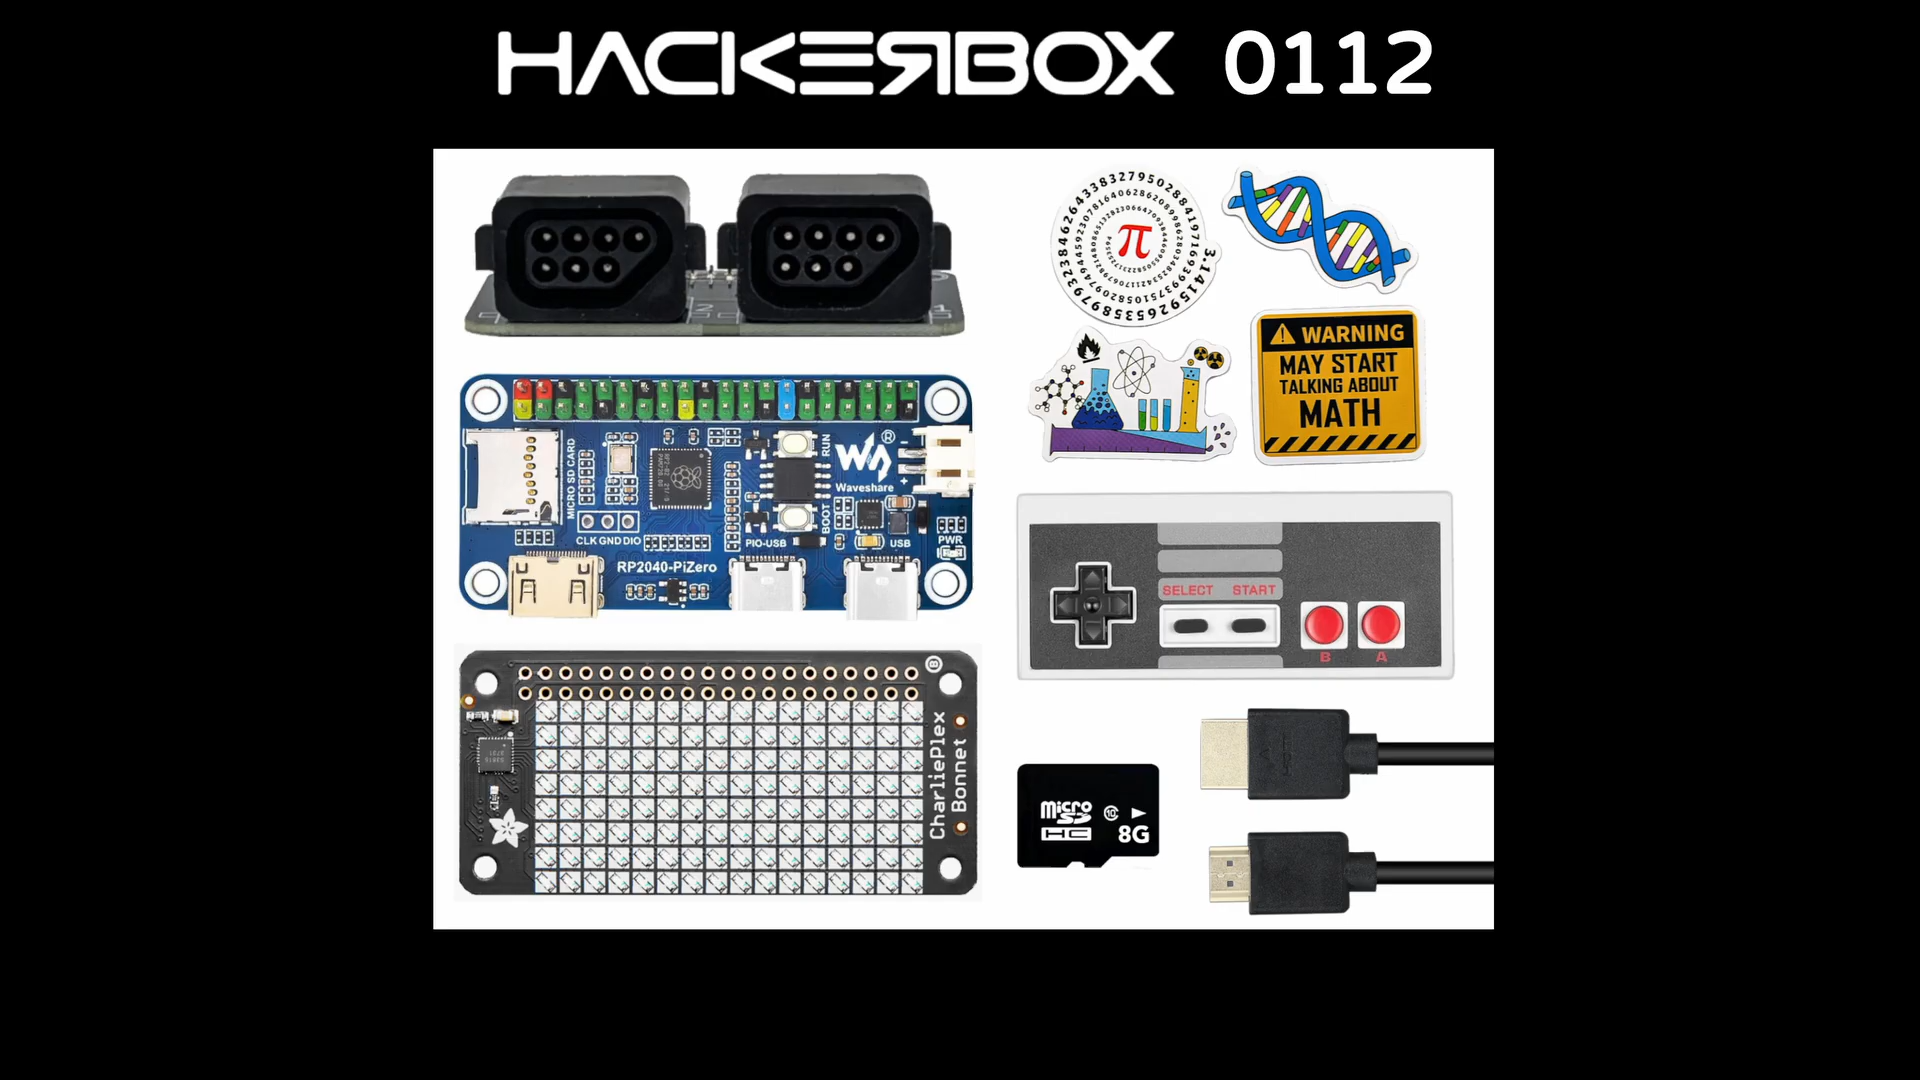 HACKERBOX 0112
π
WARNING
MAY START
TALKING ABOUT
MATH
MICRO SD CARD
CLK GND DIO
RUN
BOOT
PIO-USB
USB
PWR
Waveshare
RP2040-PiZero
SELECT START
B A
CharliePlex
Bonnet
micro
SD
HC
10
8G